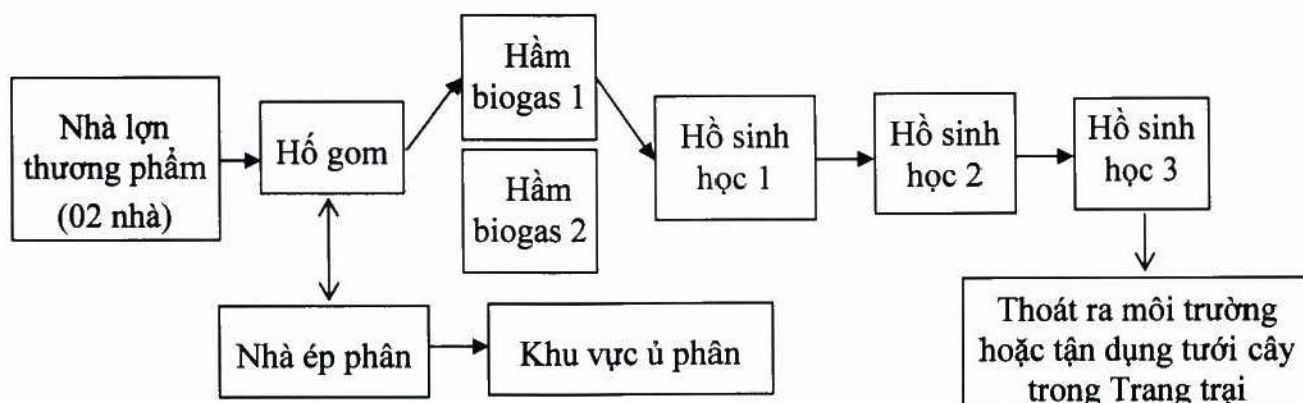 Nhà lợn
thương phẩm
(02 nhà)
Hố gom
Hầm
biogas 1
Hầm
biogas 2
Hồ sinh
học 1
Hồ sinh
học 2
Hồ sinh
học 3
Nhà ép phân
Khu vực ủ phân
Thoát ra môi trường
hoặc tận dụng tưới cây
trong Trang trại